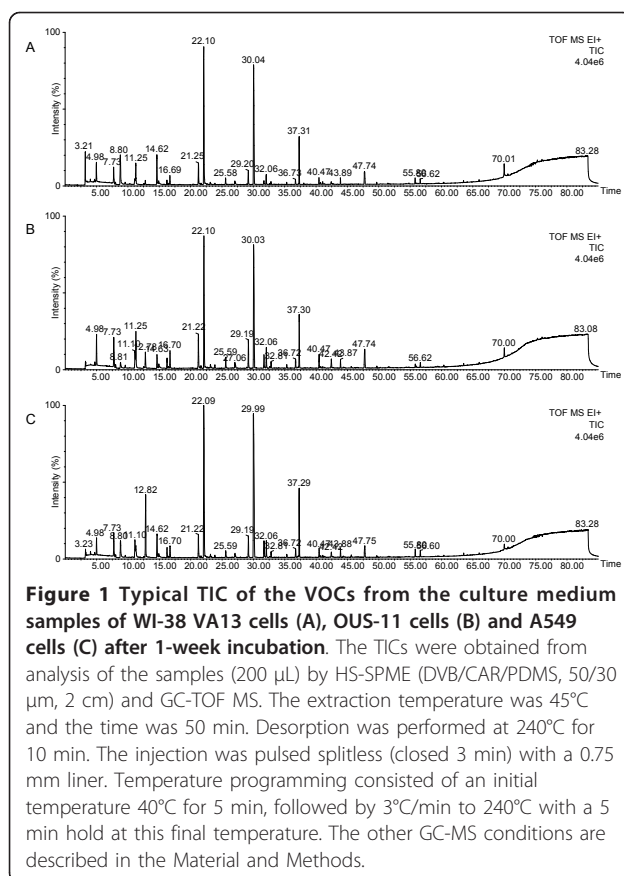 A
100
TOF MS EI+
TIC
4.04e6
22.10
30.04
37.31
3.21
4.98
7.73
8.80
11.25
14.62
16.69
21.25
25.58
29.20
32.06
36.73
40.47
43.89
47.74
56.62
70.01
83.28
Intensity (%)
0
5.00 10.00 15.00 20.00 25.00 30.00 35.00 40.00 45.00 50.00 55.00 60.00 65.00 70.00 75.00 80.00 Time
B
100
TOF MS EI+
TIC
4.04e6
22.10
30.03
37.30
4.98
7.73
8.81
11.10
11.25
14.63
16.70
21.22
25.59
27.06
29.19
32.06
32.81
36.72
40.47
42.42
43.87
47.74
56.62
70.00
83.08
Intensity (%)
0
5.00 10.00 15.00 20.00 25.00 30.00 35.00 40.00 45.00 50.00 55.00 60.00 65.00 70.00 75.00 80.00 Time
C
100
TOF MS EI+
TIC
4.04e6
22.09
29.99
37.29
12.82
3.23
4.98
7.73
8.80
11.10
14.62
16.70
21.22
25.59
29.19
32.06
32.81
36.72
40.47
42.42
43.88
47.75
55.80
56.60
70.00
83.28
Intensity (%)
0
5.00 10.00 15.00 20.00 25.00 30.00 35.00 40.00 45.00 50.00 55.00 60.00 65.00 70.00 75.00 80.00 Time
Figure 1 Typical TIC of the VOCs from the culture medium
samples of WI-38 VA13 cells (A), OUS-11 cells (B) and A549
cells (C) after 1-week incubation. The TICs were obtained from
analysis of the samples (200 μL) by HS-SPME (DVB/CAR/PDMS, 50/30
μm, 2 cm) and GC-TOF MS. The extraction temperature was 45°C
and the time was 50 min. Desorption was performed at 240°C for
10 min. The injection was pulsed splitless (closed 3 min) with a 0.75
mm liner. Temperature programming consisted of an initial
temperature 40°C for 5 min, followed by 3°C/min to 240°C with a 5
min hold at this final temperature. The other GC-MS conditions are
described in the Material and Methods.